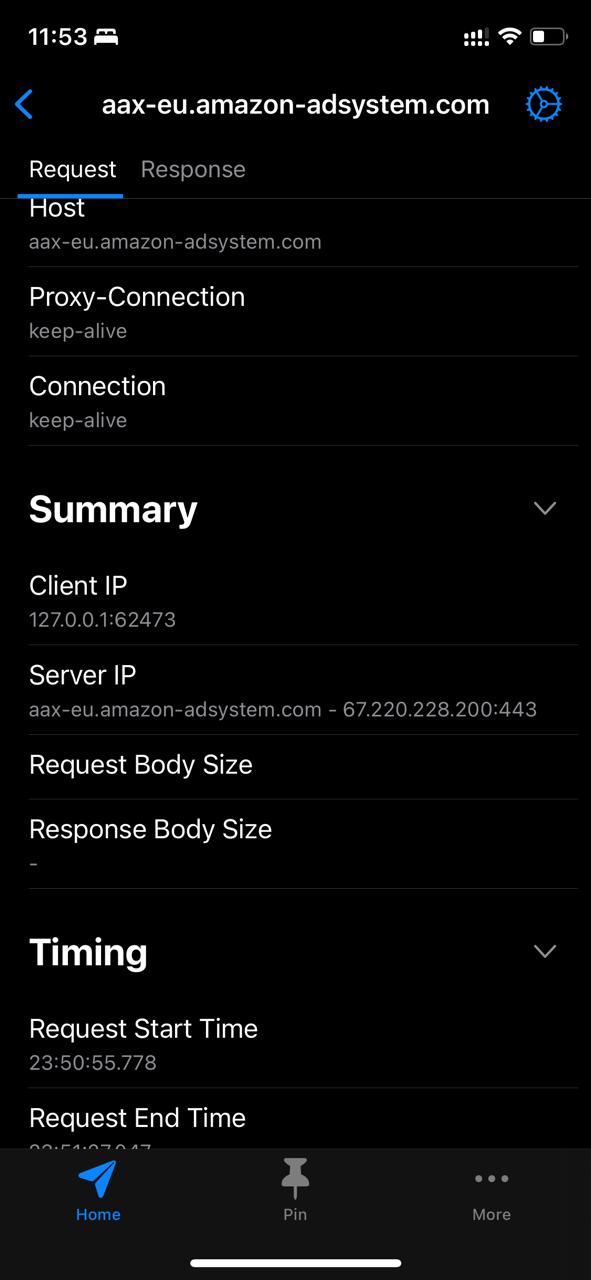 11:53
aax-eu.amazon-adsystem.com
Request Response
Host
aax-eu.amazon-adsystem.com
Proxy-Connection
keep-alive
Connection
keep-alive
Summary
Client IP
127.0.0.1:62473
Server IP
aax-eu.amazon-adsystem.com - 67.220.228.200:443
Request Body Size
Response Body Size
-
Timing
Request Start Time
23:50:55.778
Request End Time
Home Pin More